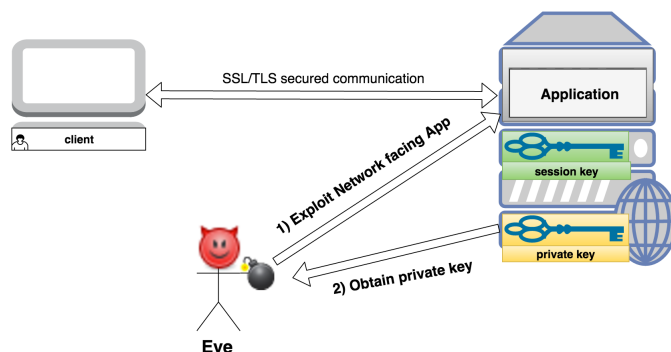 SSL/TLS secured communication
Application
client
1) Exploit Network facing App
session key
private key
2) Obtain private key
Eve